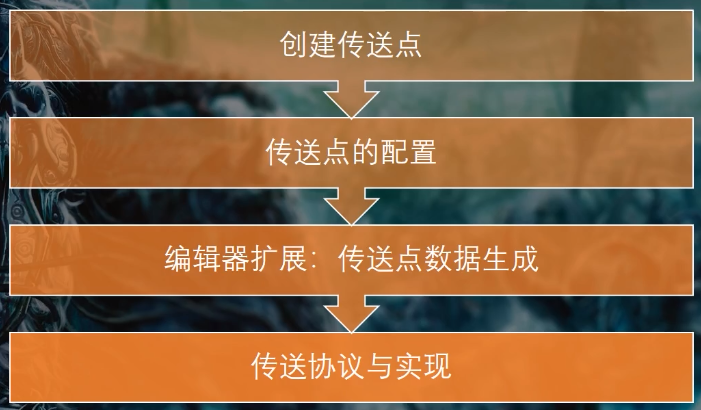 创建传送点
传送点的配置
编辑器扩展：传送点数据生成
传送协议与实现